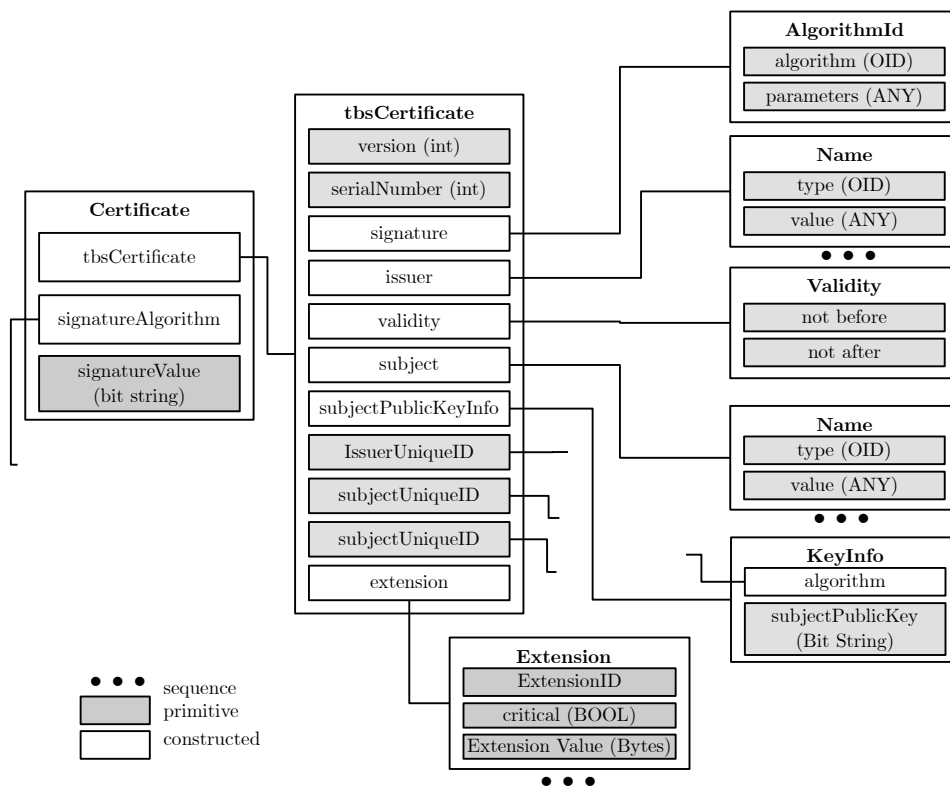 Certificate
tbsCertificate
signatureAlgorithm
signatureValue
(bit string)
tbsCertificate
version (int)
serialNumber (int)
signature
issuer
validity
subject
subjectPublicKeyInfo
IssuerUniqueID
subjectUniqueID
subjectUniqueID
extension
AlgorithmId
algorithm (OID)
parameters (ANY)
Name
type (OID)
value (ANY)
Validity
not before
not after
Name
type (OID)
value (ANY)
KeyInfo
algorithm
subjectPublicKey
(Bit String)
Extension
ExtensionID
critical (BOOL)
Extension Value (Bytes)
sequence
primitive
constructed